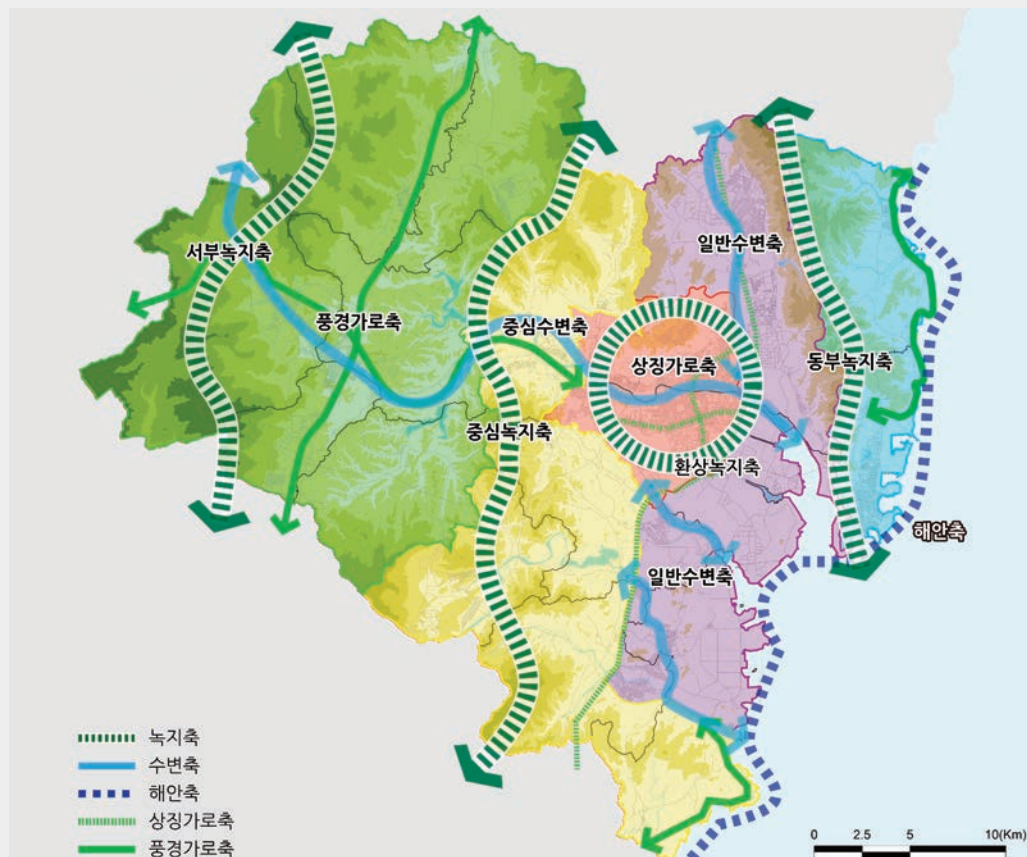 서부녹지축
일반수변축
풍경가로축
중심수변축
상징가로축
동부녹지축
중심녹지축
환상녹지축
해안축
일반수변축
녹지축
수변축
해안축
상징가로축
풍경가로축
0 2.5 5 10(Km)